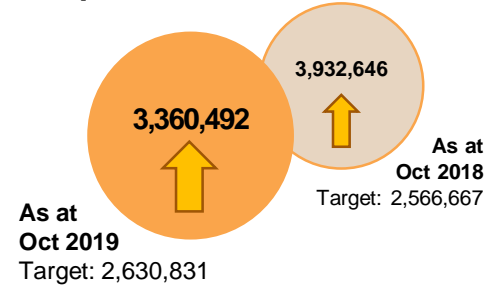 3,932,646
3,360,492
As at
Oct 2018
Target: 2,566,667
As at
Oct 2019
Target: 2,630,831